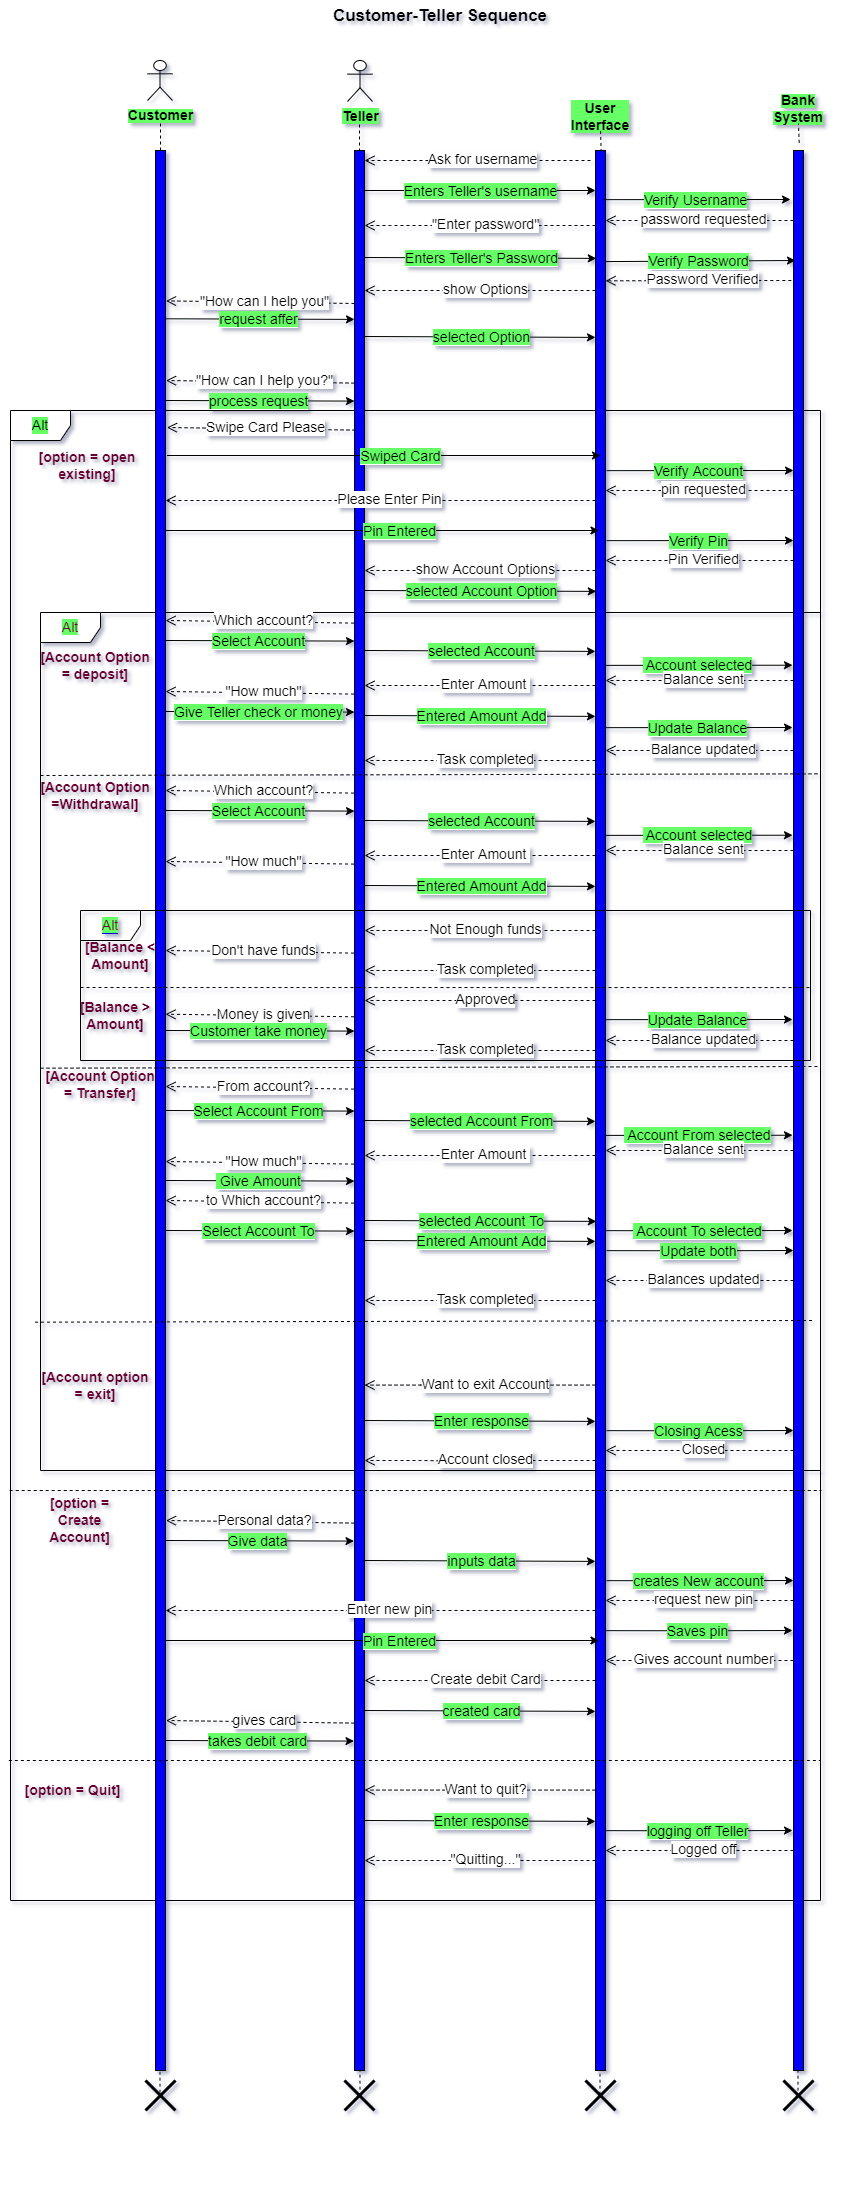 Customer-Teller Sequence
Customer
Teller
User
Interface
Bank
System
Ask for username
Enters Teller's username
Verify Username
password requested
"Enter password"
Enters Teller's Password
Verify Password
Password Verified
show Options
"How can I help you"
request affer
selected Option
"How can I help you?"
process request
Alt
Swipe Card Please
[option = open
existing]
Swiped Card
Verify Account
pin requested
Please Enter Pin
Pin Entered
Verify Pin
Pin Verified
show Account Options
selected Account Option
Alt
Which account?
Select Account
selected Account
[Account Option
= deposit]
Account selected
Balance sent
Enter Amount
"How much"
Give Teller check or money
Entered Amount Add
Update Balance
Balance updated
Task completed
[Account Option
=Withdrawal]
Which account?
Select Account
selected Account
Account selected
Balance sent
Enter Amount
"How much"
Entered Amount Add
Alt
Not Enough funds
[Balance <
Amount]
Don't have funds
Task completed
Approved
[Balance >
Amount]
Money is given
Update Balance
Customer take money
Balance updated
Task completed
[Account Option
= Transfer]
From account?
Select Account From
selected Account From
Account From selected
Balance sent
Enter Amount
"How much"
Give Amount
to Which account?
Select Account To
selected Account To
Account To selected
Entered Amount Add
Update both
Balances updated
Task completed
[Account option
= exit]
Want to exit Account
Enter response
Closing Acess
Closed
Account closed
[option =
Create
Account]
Personal data?
Give data
inputs data
creates New account
request new pin
Enter new pin
Saves pin
Pin Entered
Gives account number
Create debit Card
created card
gives card
takes debit card
[option = Quit]
Want to quit?
Enter response
logging off Teller
Logged off
"Quitting..."